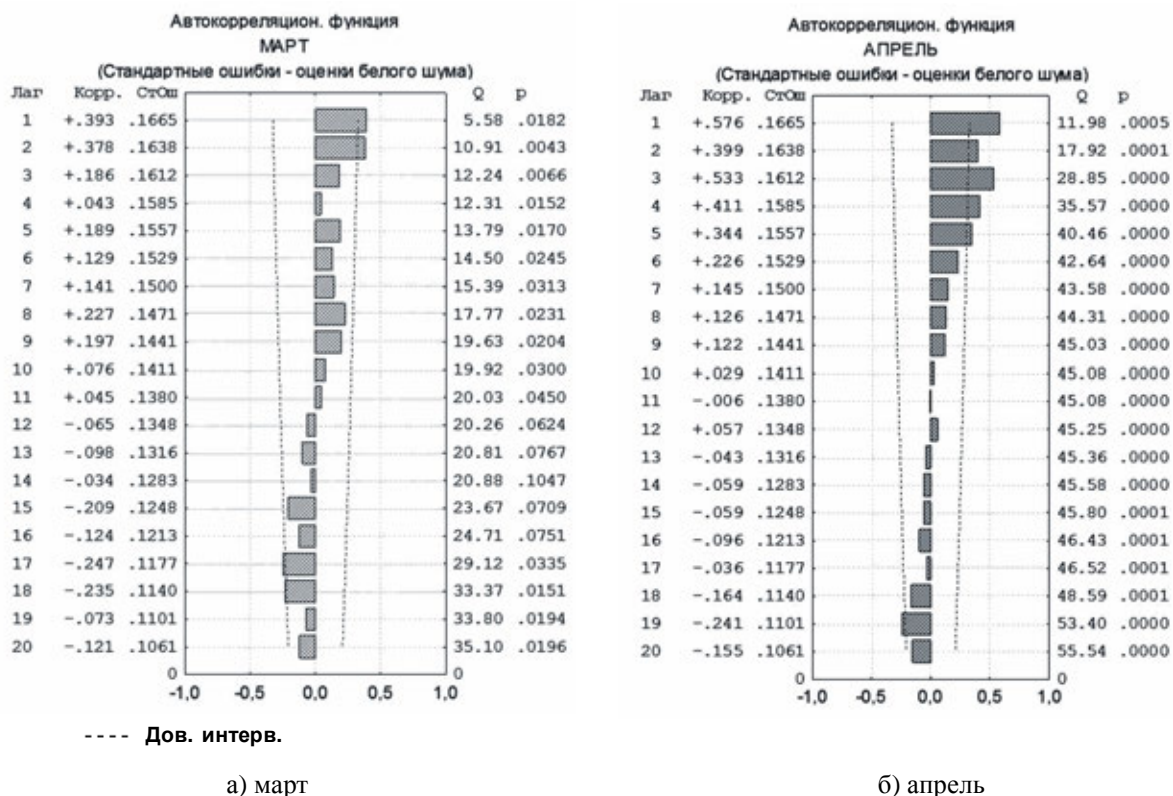 Автокорреляцион. функция
МАРТ
(Стандартные ошибки - оценки белого шума)
Лаг Корр. СтОш Q p
1 +.393 .1665 5.58 .0182
2 +.378 .1638 10.91 .0043
3 +.186 .1612 12.24 .0066
4 +.043 .1585 12.31 .0152
5 +.189 .1557 13.79 .0170
6 +.129 .1529 14.50 .0245
7 +.141 .1500 15.39 .0313
8 +.227 .1471 17.77 .0231
9 +.197 .1441 19.63 .0204
10 +.076 .1411 19.92 .0300
11 +.045 .1380 20.03 .0450
12 -.065 .1348 20.26 .0624
13 -.098 .1316 20.81 .0767
14 -.034 .1283 20.88 .1047
15 -.209 .1248 23.67 .0709
16 -.124 .1213 24.71 .0751
17 -.247 .1177 29.12 .0335
18 -.235 .1140 33.37 .0151
19 -.073 .1101 33.80 .0194
20 -.121 .1061 35.10 .0196
0 0
-1,0 -0,5 0,0 0,5 1,0
---- Дов. интерв.
а) март
Автокорреляцион. функция
АПРЕЛЬ
(Стандартные ошибки - оценки белого шума)
Лаг Корр. СтОш Q p
1 +.576 .1665 11.98 .0005
2 +.399 .1638 17.92 .0001
3 +.533 .1612 28.85 .0000
4 +.411 .1585 35.57 .0000
5 +.344 .1557 40.46 .0000
6 +.226 .1529 42.64 .0000
7 +.145 .1500 43.58 .0000
8 +.126 .1471 44.31 .0000
9 +.122 .1441 45.03 .0000
10 +.029 .1411 45.08 .0000
11 -.006 .1380 45.08 .0000
12 +.057 .1348 45.25 .0000
13 -.043 .1316 45.36 .0000
14 -.059 .1283 45.58 .0000
15 -.059 .1248 45.80 .0001
16 -.096 .1213 46.43 .0001
17 -.036 .1177 46.52 .0001
18 -.164 .1140 48.59 .0001
19 -.241 .1101 53.40 .0000
20 -.155 .1061 55.54 .0000
0 0
-1,0 -0,5 0,0 0,5 1,0
б) апрель